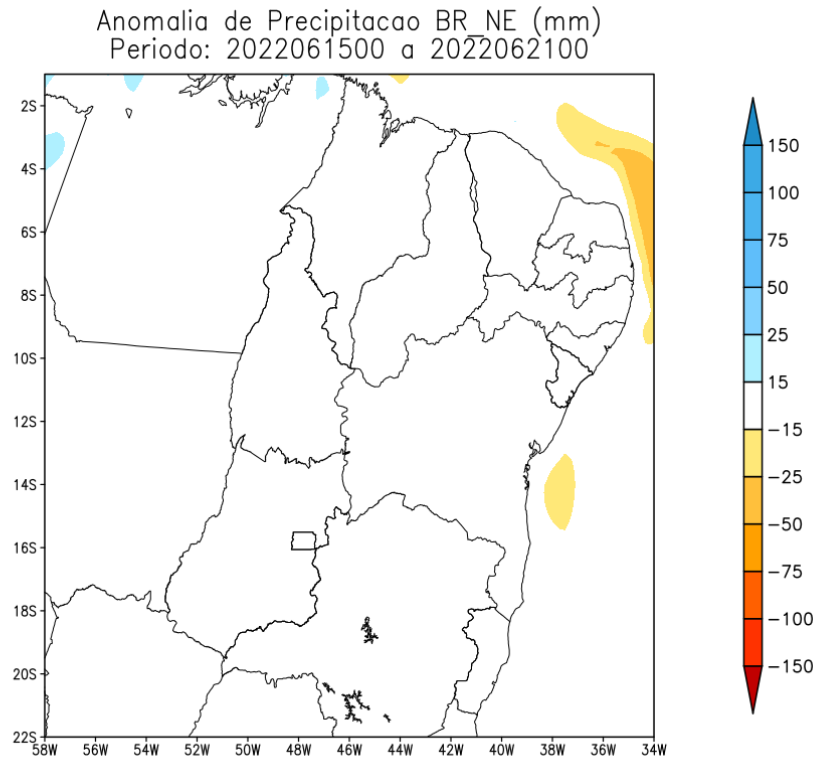 Anomalia de Precipitacao BR_NE (mm)
Periodo: 2022061500 a 2022062100
2S
4S
6S
8S
10S
12S
14S
16S
18S
20S
22S
58W 56W 54W 52W 50W 48W 46W 44W 42W 40W 38W 36W 34W
150
100
75
50
25
15
-15
-25
-50
-75
-100
-150